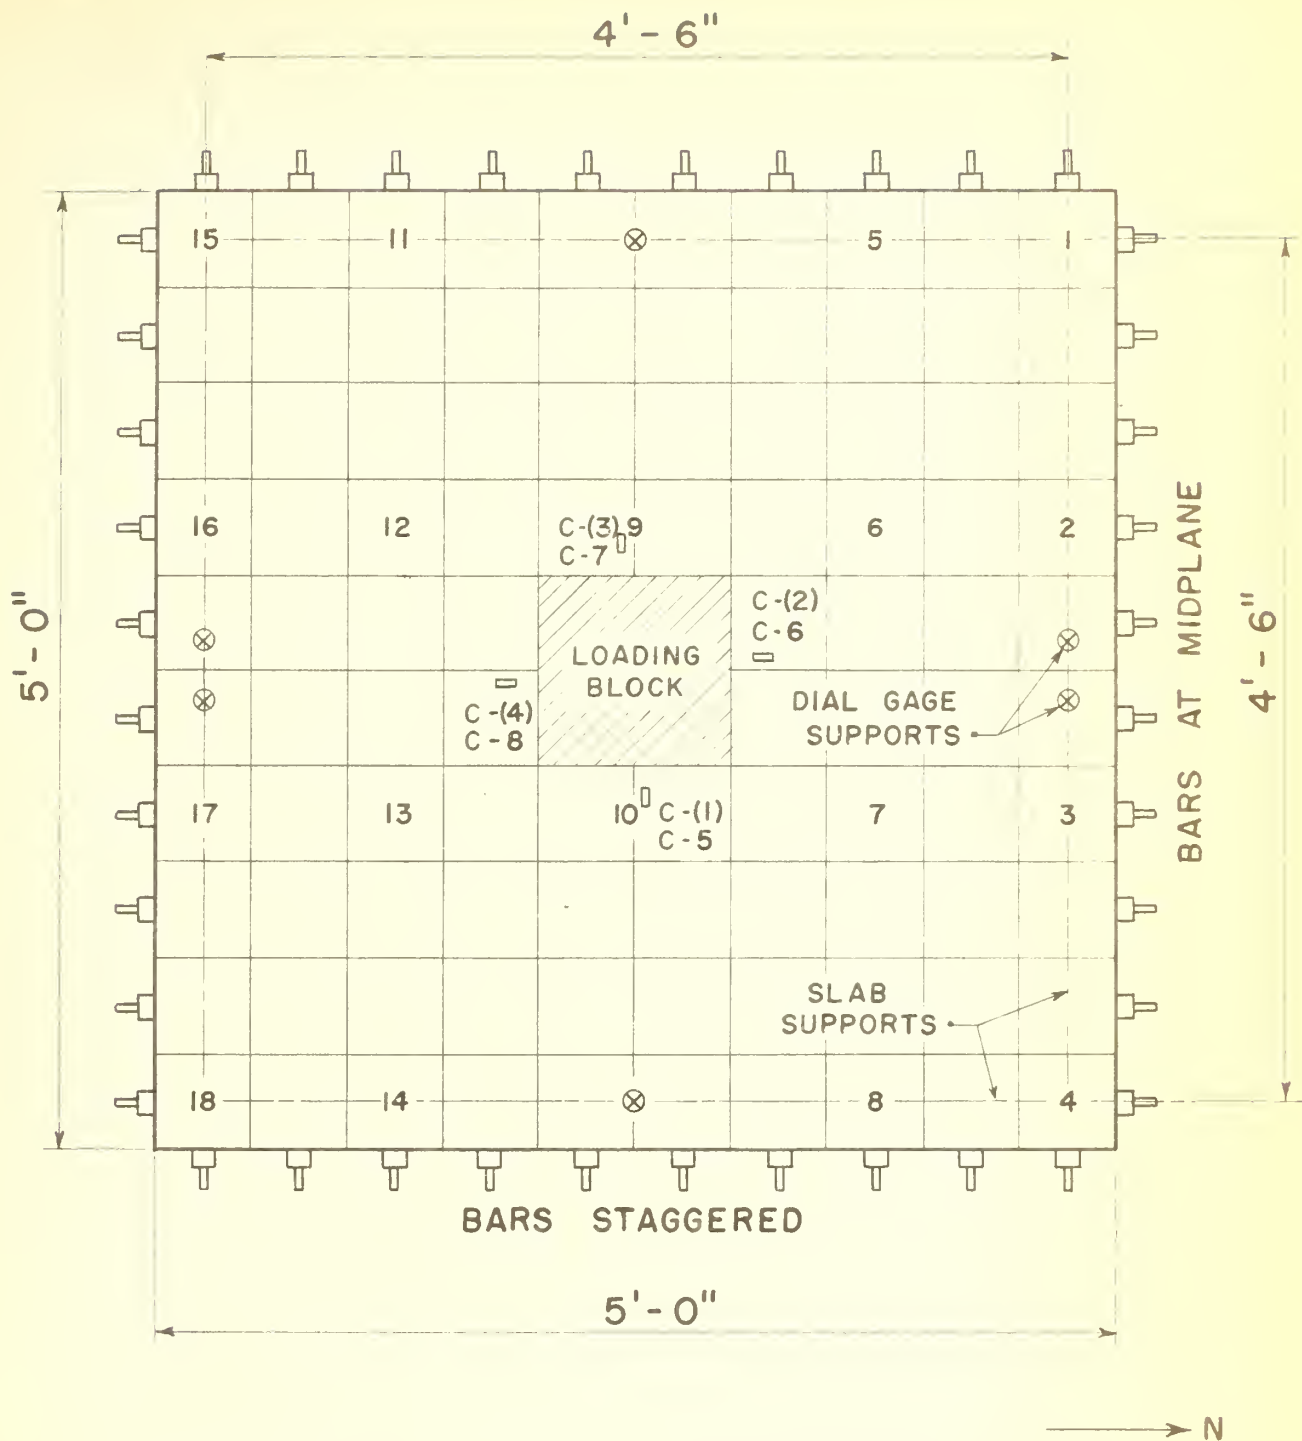 4'-6"
15 11 5 1
16 12 C-(3) 9 6 2
C-7
C-(2)
C-6
LOADING
BLOCK
C-(4)
C-8
DIAL GAGE
SUPPORTS
17 13 10 C-(1) 7 3
C-5
SLAB
SUPPORTS
18 14 8 4
5'-0"
BARS AT MIDPLANE
4'-6"
BARS STAGGERED
5'-0"
N